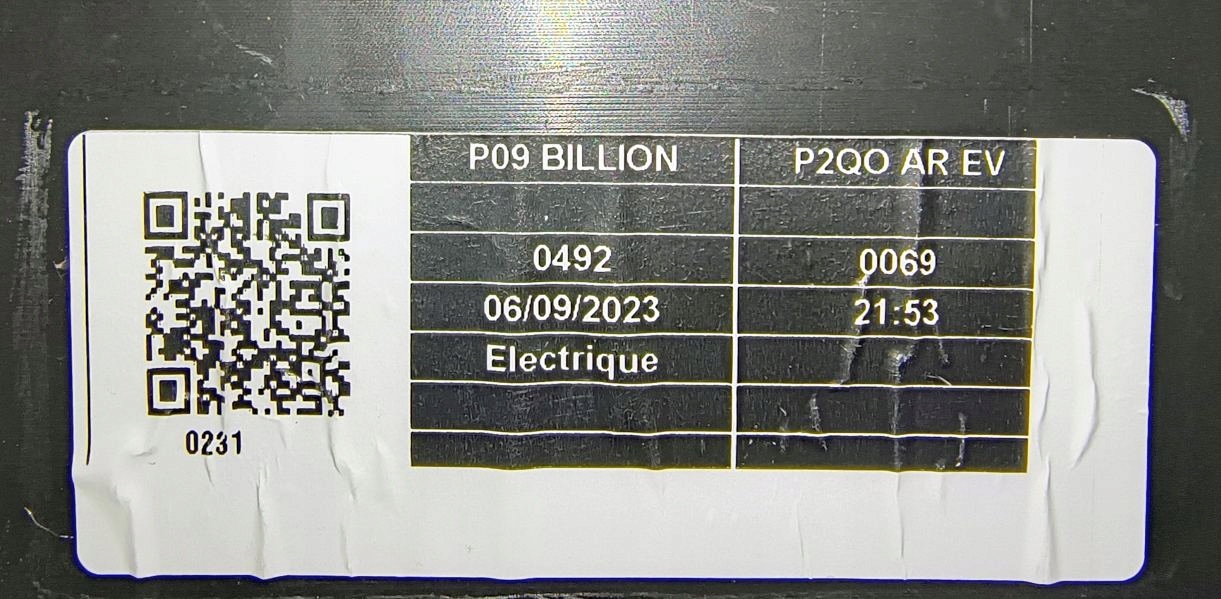 P09 BILLION P2QO AR EV
0492 0069
06/09/2023 21:53
Electrique
0231